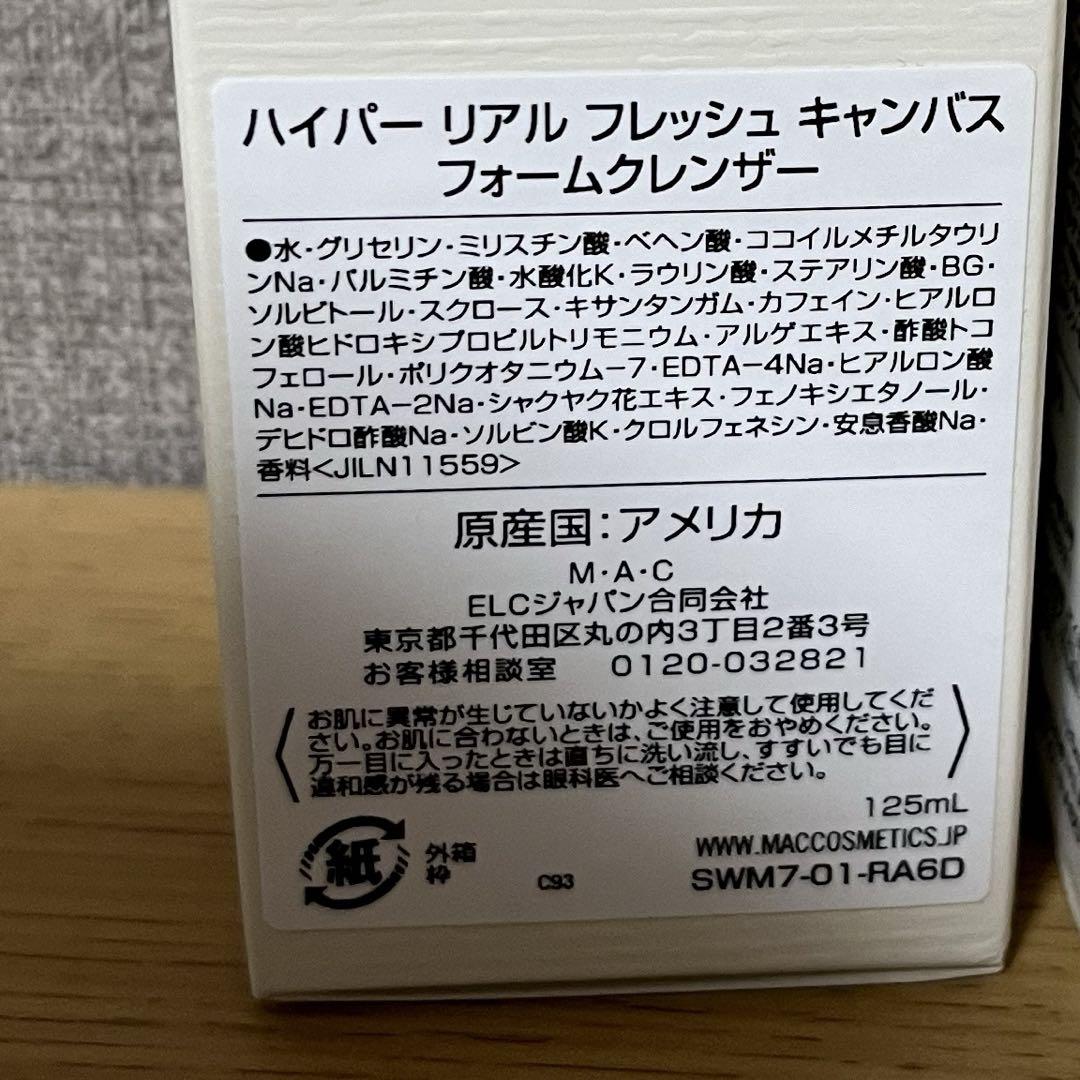 ハイパー リアル フレッシュ キャンバス
フォームクレンザー
●水・グリセリン・ミリスチン酸・ベヘン酸・ココイルメチルタウリ
ンNa・パルミチン酸・水酸化K・ラウリン酸・ステアリン酸・BG・
ソルビトール・スクロース・キサンタンガム・カフェイン・ヒアルロ
ン酸ヒドロキシプロピルトリモニウム・アルゲエキス・酢酸トコ
フェロール・ポリクオタニウム-7・EDTA-4Na・ヒアルロン酸
Na・EDTA-2Na・シャクヤク花エキス・フェノキシエタノール・
デヒドロ酢酸Na・ソルビン酸K・クロルフェネシン・安息香酸Na・
香料<JILN11559>
原産国:アメリカ
M・A・C
ELCジャパン合同会社
東京都千代田区丸の内3丁目2番3号
お客様相談室 0120-032821
お肌に異常が生じていないかよく注意して使用してくだ
さい。お肌に合わないときは、ご使用をおやめください。
万一目に入ったときは直ちに洗い流し、すすいでも目に
違和感が残る場合は眼科医へご相談ください。
125mL
WWW.MACCOSMETICS.JP
SWM7-01-RA6D
紙
外箱
枠
C93